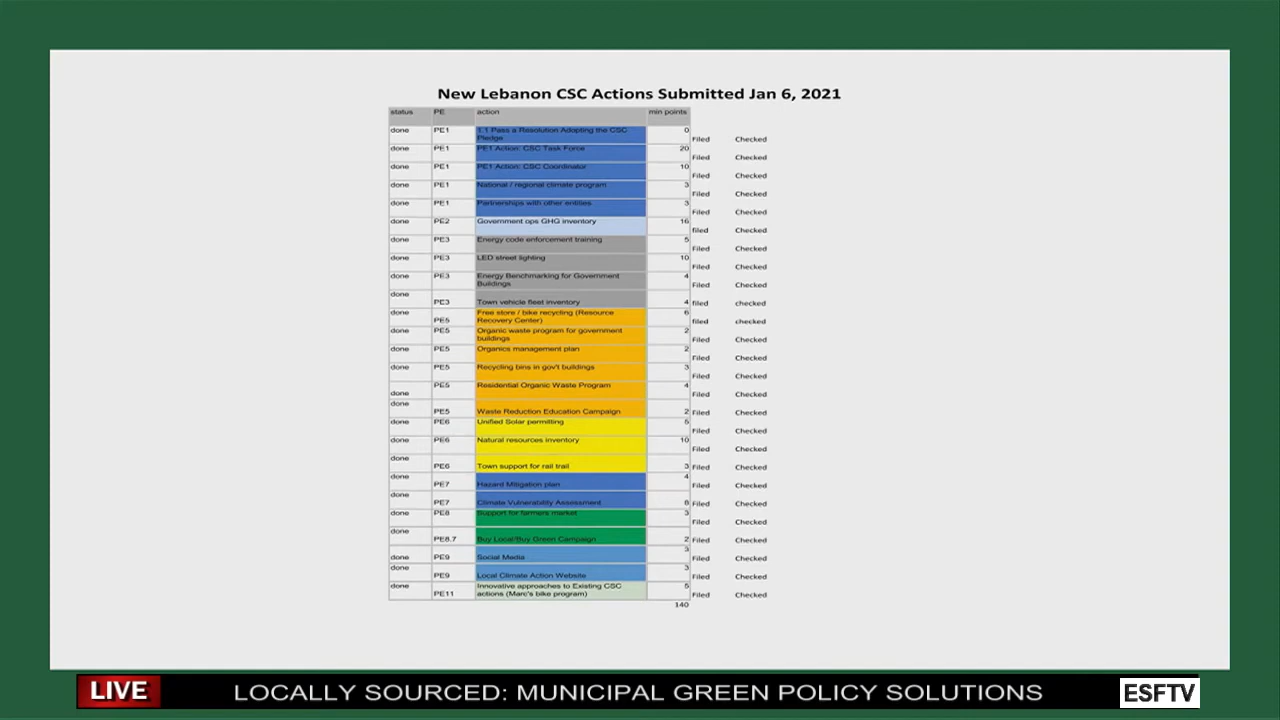 New Lebanon CSC Actions Submitted Jan 6, 2021
status PE action min points
done PE1 1.1 Pass a Resolution Adopting the CSC Pledge 0 Filed Checked
done PE1 PE1 Action: CSC Task Force 20 Filed Checked
done PE1 PE1 Action: CSC Coordinator 10 Filed Checked
done PE1 National / regional climate program 3 Filed Checked
done PE1 Partnerships with other entities 3 Filed Checked
done PE2 Government ops GHG inventory 16 filed Checked
done PE3 Energy code enforcement training 5 Filed Checked
done PE3 LED street lighting 10 Filed Checked
done PE3 Energy Benchmarking for Government Buildings 4 Filed Checked
done PE3 Town vehicle fleet inventory 4 filed checked
done PE5 Free store / bike recycling (Resource Recovery Center) 6 filed checked
done PE5 Organic waste program for government buildings 2 Filed Checked
done PE5 Organics management plan 2 Filed Checked
done PE5 Recycling bins in gov't buildings 3 Filed Checked
done PE5 Residential Organic Waste Program 4 Filed Checked
done PE5 Waste Reduction Education Campaign 2 Filed Checked
done PE6 Unified Solar permitting 5 Filed Checked
done PE6 Natural resources inventory 10 Filed Checked
done PE6 Town support for rail trail 3 Filed Checked
done PE7 Hazard Mitigation plan 4 Filed Checked
done PE7 Climate Vulnerability Assessment Filed Checked
done PE8 Support for farmers market 3 Filed Checked
done PE8.7 Buy Local/Buy Green Campaign 2 Filed Checked
done PE9 Social Media 3 Filed Checked
done PE9 Local Climate Action Website 3 Filed Checked
done PE11 Innovative approaches to Existing CSC actions (Marc's bike program) 5 Filed Checked
140
LIVE LOCALLY SOURCED: MUNICIPAL GREEN POLICY SOLUTIONS ESFTV